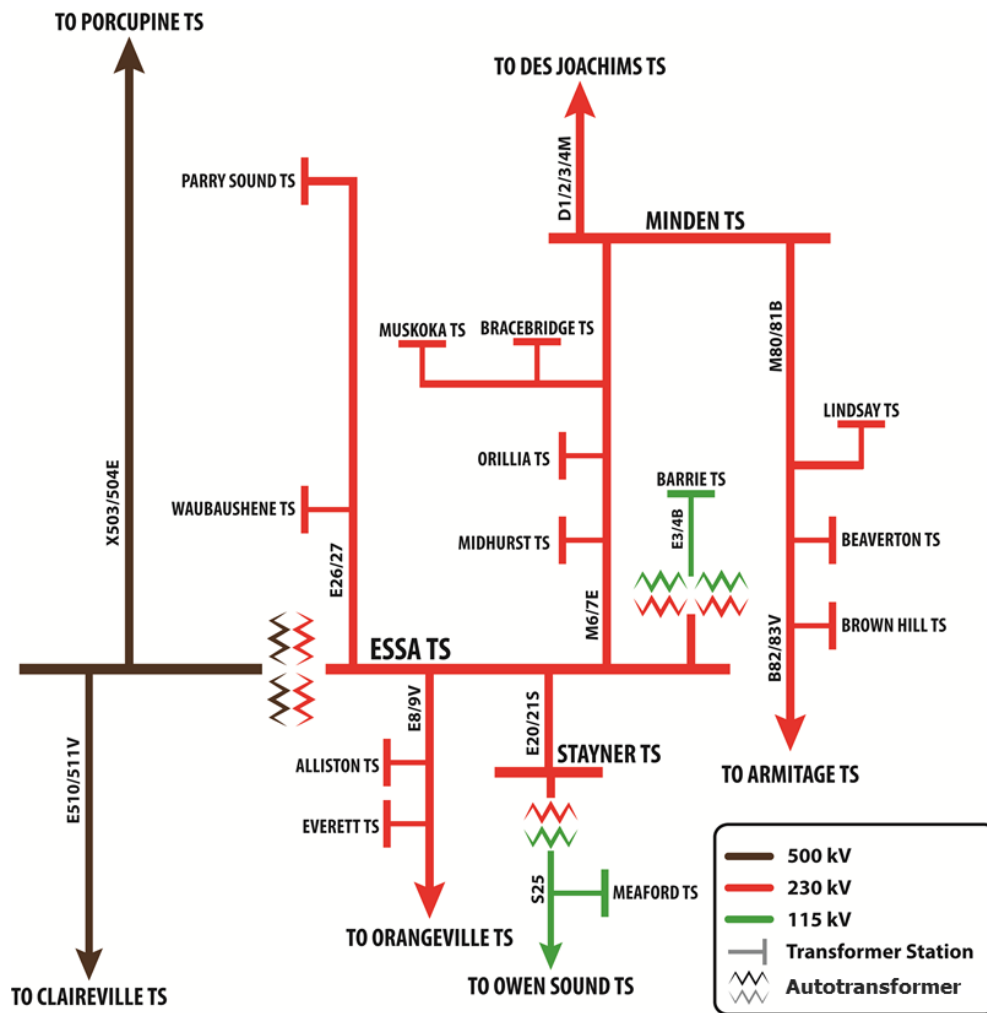 TO PORCUPINE TS
TO DES JOACHIMS TS
D1/2/3/4M
PARRY SOUND TS
MINDEN TS
MUSKOKA TS
BRACEBRIDGE TS
M80/81B
LINDSAY TS
ORILLIA TS
BARRIE TS
X503/504E
WAUBAUSHENE TS
E3/4B
MIDHURST TS
BEAVERTON TS
E26/27
M6/7E
BROWN HILL TS
ESSA TS
B82/83V
E8/9V
E20/21S
E510/511V
ALLISTON TS
STAYNER TS
TO ARMITAGE TS
EVERETT TS
S25
MEAFORD TS
TO ORANGEVILLE TS
TO CLAIREVILLE TS
TO OWEN SOUND TS
500 kV
230 kV
115 kV
Transformer Station
Autotransformer